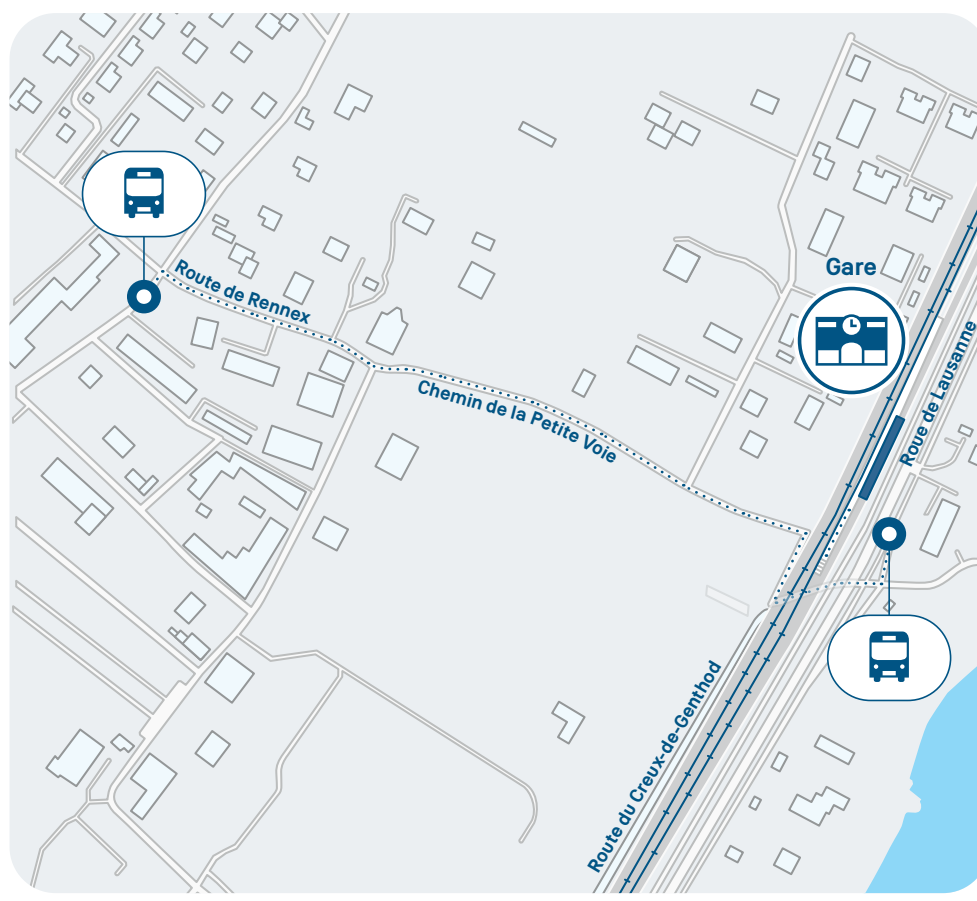 Gare
Route de Rennex
Roue de Lausanne
Chemin de la Petite Voie
Route du Creux-de-Genthod